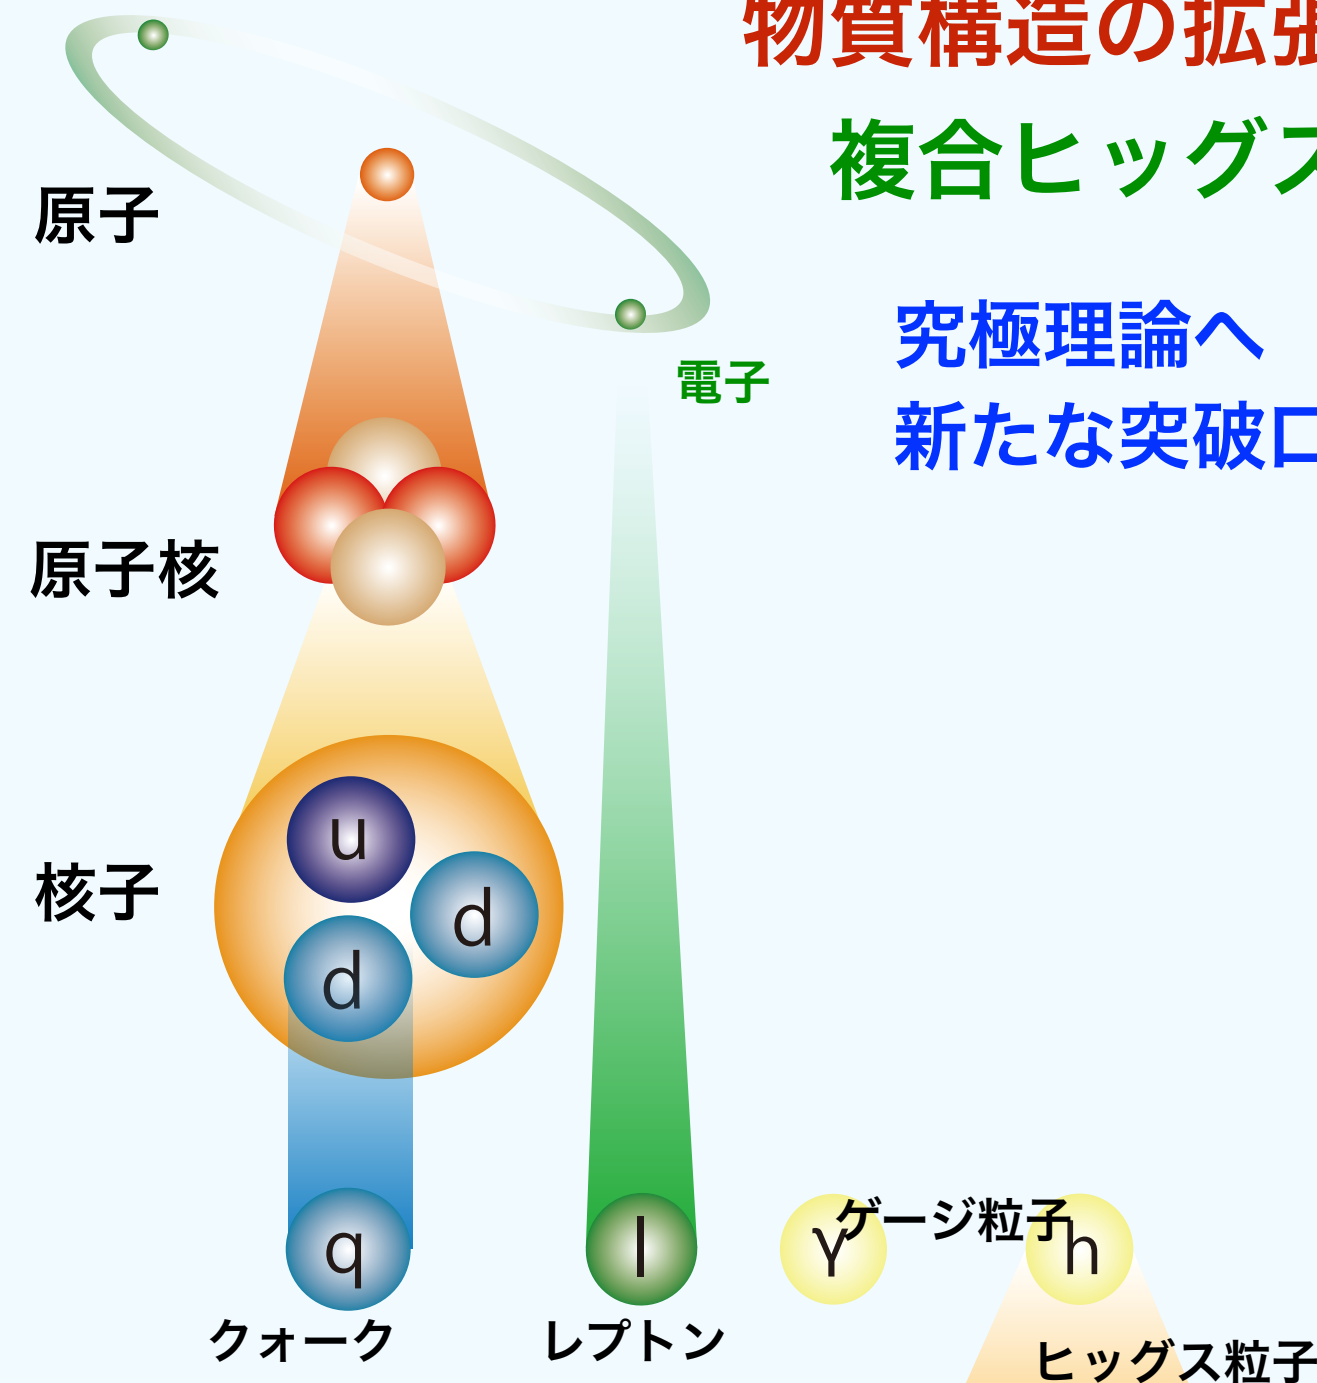 物質構造の拡張
複合ヒッグス
原子
究極理論へ
電子
新たな突破口
原子核
u
核子
d
d
ゲージ粒子
q
l
γ
h
クォーク
レプトン
ヒッグス粒子